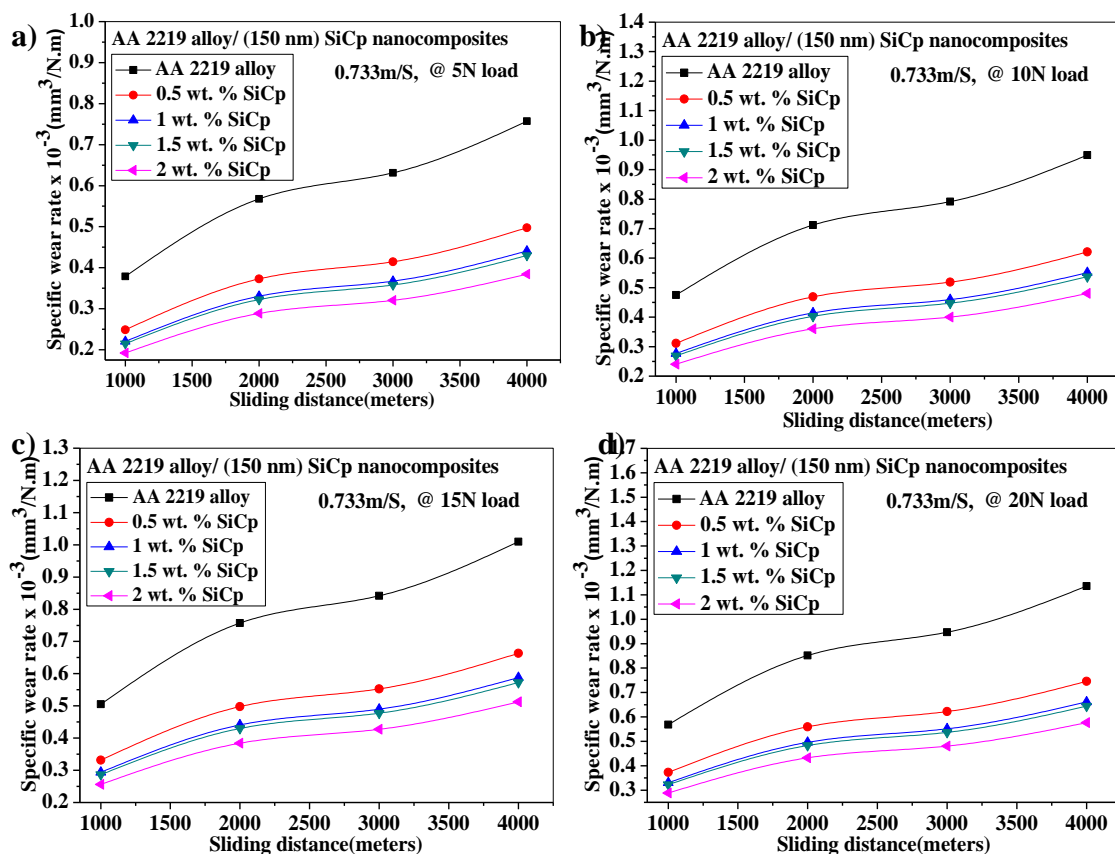 a)
AA 2219 alloy/ (150 nm) SiCp nanocomposites
0.733m/S, @ 5N load
AA 2219 alloy
0.5 wt. % SiCp
1 wt. % SiCp
1.5 wt. % SiCp
2 wt. % SiCp
Specific wear rate x 10^-3(mm^3/N.m)
1.0
0.9
0.8
0.7
0.6
0.5
0.4
0.3
0.2
1000 1500 2000 2500 3000 3500 4000
Sliding distance(meters)
b)
AA 2219 alloy/ (150 nm) SiCp nanocomposites
0.733m/S, @ 10N load
AA 2219 alloy
0.5 wt. % SiCp
1 wt. % SiCp
1.5 wt. % SiCp
2 wt. % SiCp
Specific wear rate x 10^-3(mm^3/N.m)
1.4
1.3
1.2
1.1
1.0
0.9
0.8
0.7
0.6
0.5
0.4
0.3
0.2
1000 1500 2000 2500 3000 3500 4000
Sliding distance(meters)
c)
AA 2219 alloy/ (150 nm) SiCp nanocomposites
0.733m/S, @ 15N load
AA 2219 alloy
0.5 wt. % SiCp
1 wt. % SiCp
1.5 wt. % SiCp
2 wt. % SiCp
Specific wear rate x 10^-3(mm^3/N.m)
1.3
1.2
1.1
1.0
0.9
0.8
0.7
0.6
0.5
0.4
0.3
0.2
1000 1500 2000 2500 3000 3500 4000
Sliding distance(meters)
d)
AA 2219 alloy/ (150 nm) SiCp nanocomposites
0.733m/S, @ 20N load
AA 2219 alloy
0.5 wt. % SiCp
1 wt. % SiCp
1.5 wt. % SiCp
2 wt. % SiCp
Specific wear rate x 10^-3(mm^3/N.m)
1.7
1.6
1.5
1.4
1.3
1.2
1.1
1.0
0.9
0.8
0.7
0.6
0.5
0.4
0.3
1000 1500 2000 2500 3000 3500 4000
Sliding distance(meters)